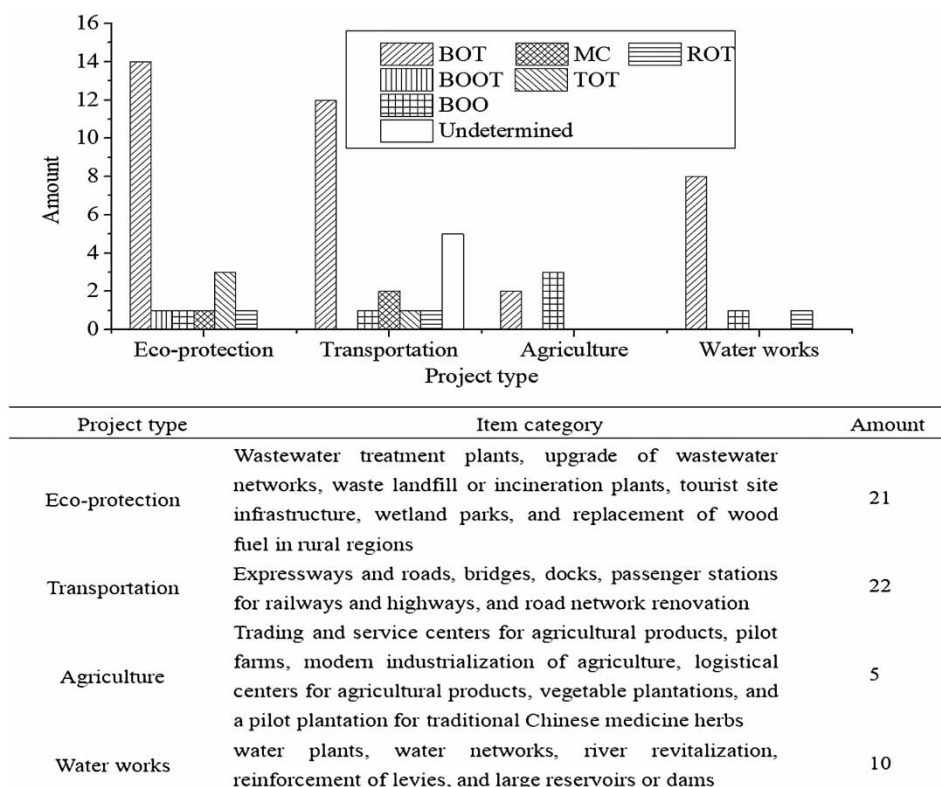 16
14
12
10
8
6
4
2
0
Amount
BOT MC ROT
BOOT TOT
BOO
Undetermined
Eco-protection Transportation Agriculture Water works
Project type
Project type Item category Amount
Wastewater treatment plants, upgrade of wastewater
networks, waste landfill or incineration plants, tourist site
Eco-protection 21
infrastructure, wetland parks, and replacement of wood
fuel in rural regions
Expressways and roads, bridges, docks, passenger stations
Transportation 22
for railways and highways, and road network renovation
Trading and service centers for agricultural products, pilot
farms, modern industrialization of agriculture, logistical
Agriculture 5
centers for agricultural products, vegetable plantations, and
a pilot plantation for traditional Chinese medicine herbs
water plants, water networks, river revitalization,
Water works 10
reinforcement of levies, and large reservoirs or dams